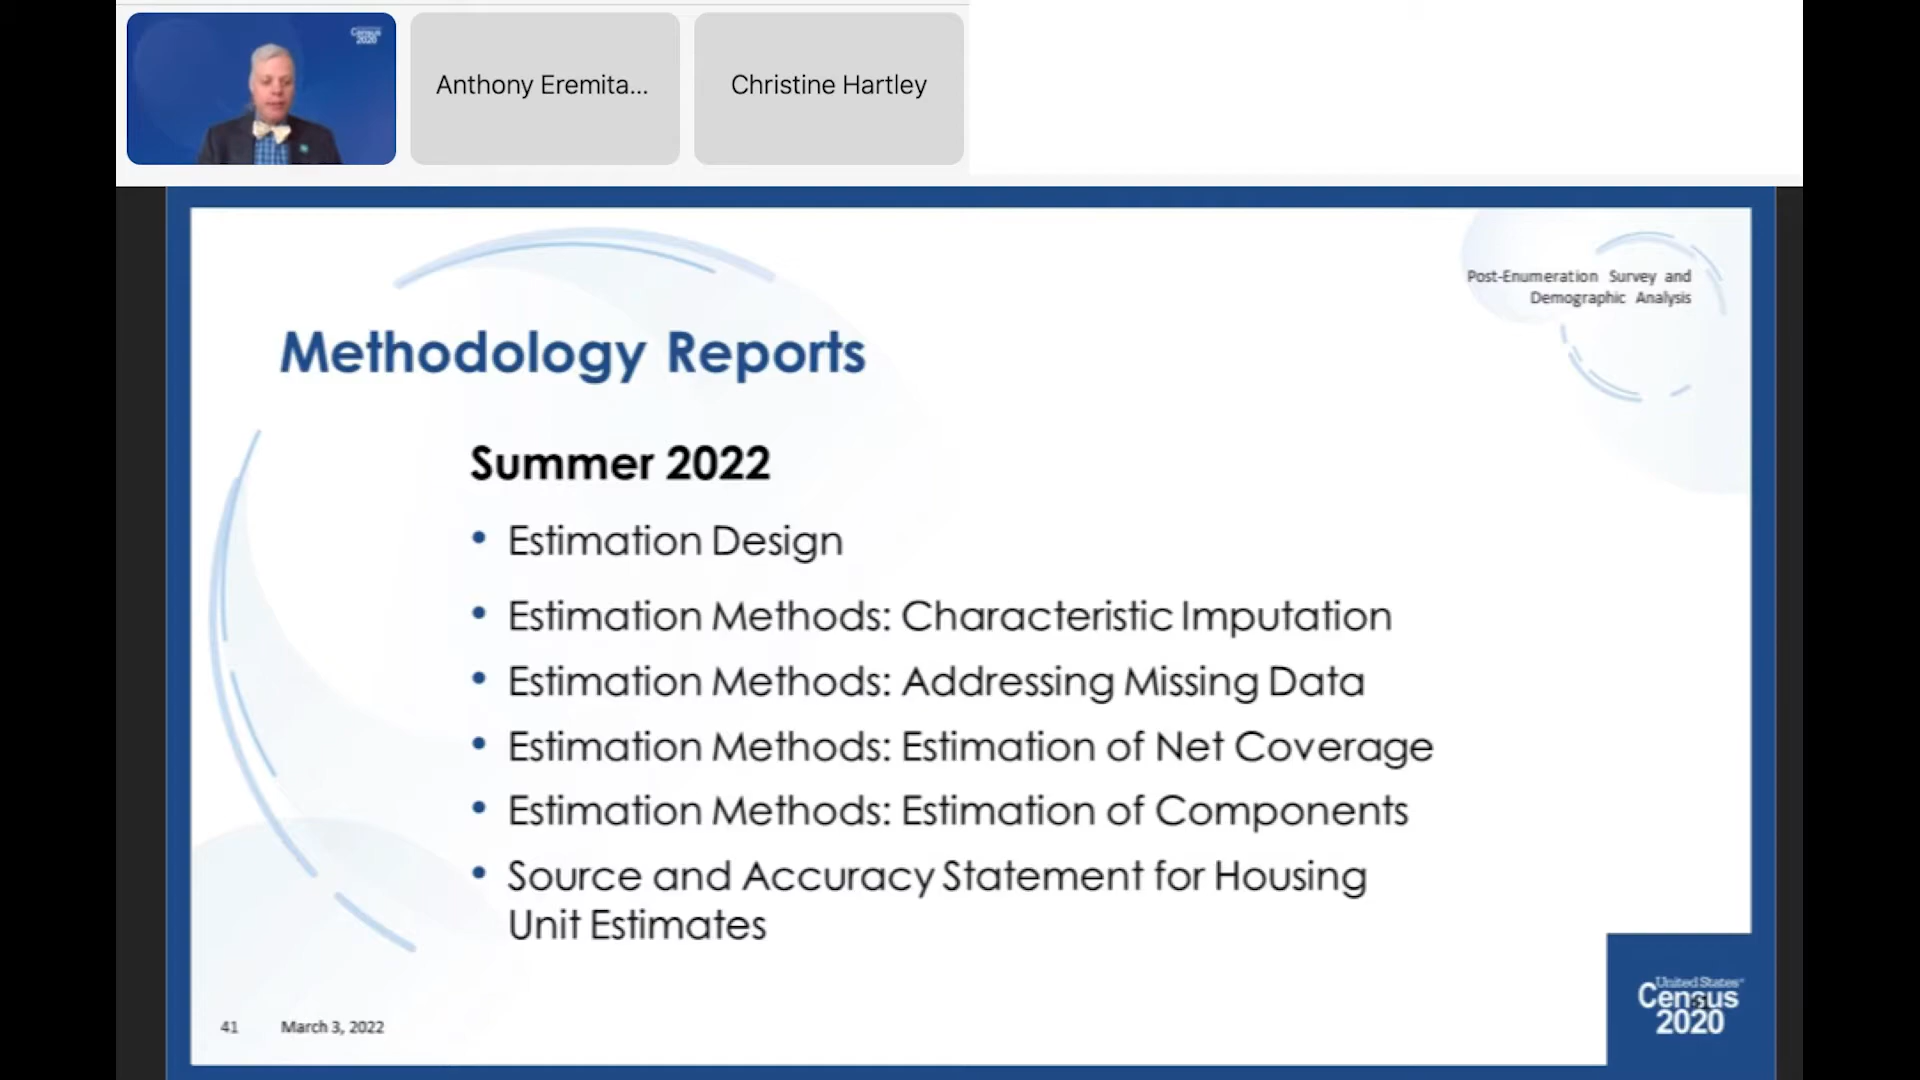 Census
2020
Anthony Eremita...
Christine Hartley
Post-Enumeration Survey and
Demographic Analysis
Methodology Reports
Summer 2022
• Estimation Design
• Estimation Methods: Characteristic Imputation
• Estimation Methods: Addressing Missing Data
• Estimation Methods: Estimation of Net Coverage
• Estimation Methods: Estimation of Components
• Source and Accuracy Statement for Housing
Unit Estimates
41 March 3, 2022
United States®
Census
2020